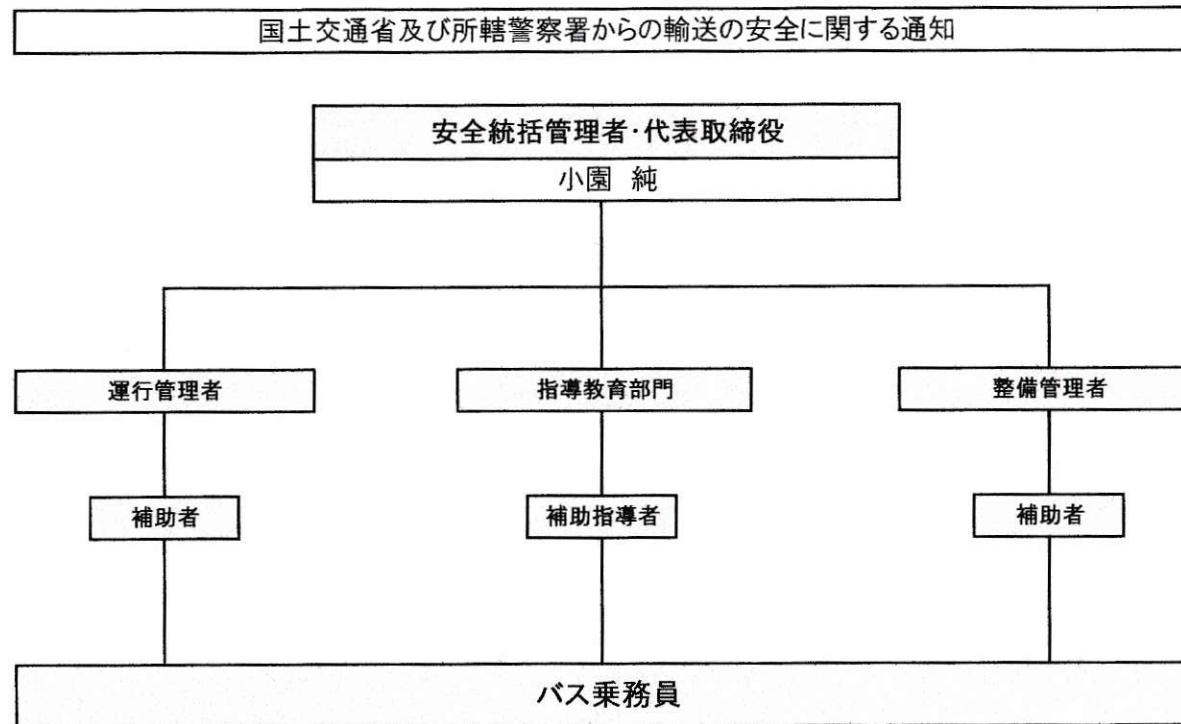 国土交通省及び所轄警察署からの輸送の安全に関する通知
安全統括管理者・代表取締役
小園 純
運行管理者
指導教育部門
整備管理者
補助者
補助指導者
補助者
バス乗務員